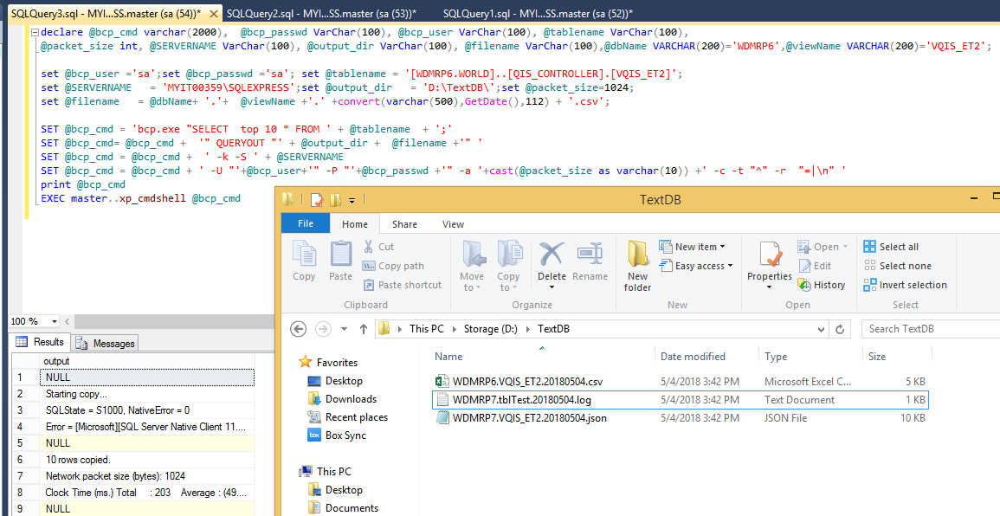 SQLQuery3.sql - MYI...SS.master (sa (54))* SQLQuery2.sql - MYI...SS.master (sa (53))* SQLQuery1.sql - MYI...SS.master (sa (52))*
declare @bcp_cmd varchar(2000), @bcp_passwd VarChar(100), @bcp_user VarChar(100), @tablename VarChar(100),
@packet_size int, @SERVERNAME VarChar(100), @output_dir VarChar(100), @filename VarChar(100),@dbName VARCHAR(200)='WDMRP6',@viewName VARCHAR(200)='VQIS_ET2';
set @bcp_user ='sa';set @bcp_passwd ='sa'; set @tablename = '[WDMRP6.WORLD]..[QIS_CONTROLLER].[VQIS_ET2]';
set @SERVERNAME = 'MYIT00359\SQLEXPRESS';set @output_dir = 'D:\TextDB\';set @packet_size=1024;
set @filename = @dbName+ '.'+ @viewName +'.' +convert(varchar(500),GetDate(),112) + '.csv';
SET @bcp_cmd = 'bcp.exe "SELECT top 10 * FROM ' + @tablename + ';'
SET @bcp_cmd= @bcp_cmd + '" QUERYOUT "' + @output_dir + @filename +'" '
SET @bcp_cmd = @bcp_cmd + ' -k -S ' + @SERVERNAME
SET @bcp_cmd = @bcp_cmd + ' -U "'+@bcp_user+'" -P "'+@bcp_passwd +'" -a '+cast(@packet_size as varchar(10)) +' -c -t "^" -r "=|\n" '
print @bcp_cmd
EXEC master..xp_cmdshell @bcp_cmd
100 %
Results Messages
output
1 NULL
2 Starting copy...
3 SQLState = S1000, NativeError = 0
4 Error = [Microsoft][SQL Server Native Client 11....
5 NULL
6 10 rows copied.
7 Network packet size (bytes): 1024
8 Clock Time (ms.) Total : 203 Average : (49....
9 NULL
TextDB
File Home Share View
Copy
Paste
Cut
Copy path
Paste shortcut
Clipboard
Move to
Copy to
Delete
Rename
Organize
New folder
New item
Easy access
New
Properties
Open
Edit
History
Open
Select all
Select none
Invert selection
Select
This PC Storage (D:) TextDB
Search TextDB
Favorites
Desktop
Downloads
Recent places
Box Sync
This PC
Desktop
Documents
Name Date modified Type Size
WDMRP6.VQIS_ET2.20180504.csv 5/4/2018 3:42 PM Microsoft Excel C... 5 KB
WDMRP7.tblTest.20180504.log 5/4/2018 3:42 PM Text Document 1 KB
WDMRP7.VQIS_ET2.20180504.json 5/4/2018 3:42 PM JSON File 10 KB